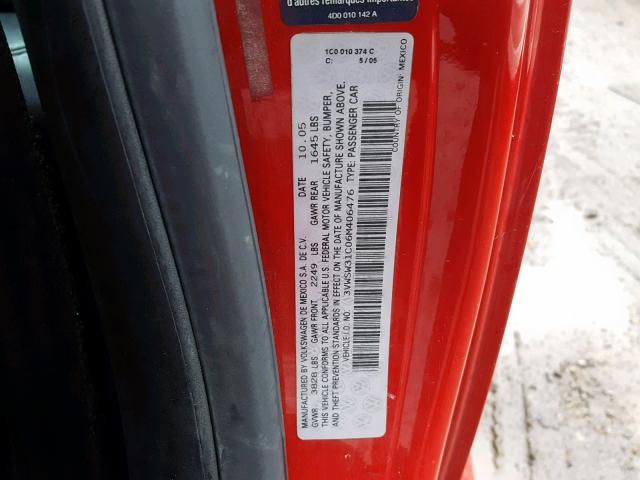 d'autres remarques importantes
4D0 010 142 A
1C0 010 374 C
C: 5 / 05
MANUFACTURED BY VOLKSWAGEN DE MEXICO S.A. DE C.V. DATE 10.05
GVWR 3828 LBS GAWR FRONT 2249 LBS GAWR REAR 1645 LBS
THIS VEHICLE CONFORMS TO ALL APPLICABLE U.S. FEDERAL MOTOR VEHICLE SAFETY, BUMPER,
AND THEFT PREVENTION STANDARDS IN EFFECT ON THE DATE OF MANUFACTURE SHOWN ABOVE.
VEHICLE I.D. NO.: 3VWSW31C06M406476 TYPE: PASSENGER CAR
COUNTRY OF ORIGIN: MEXICO